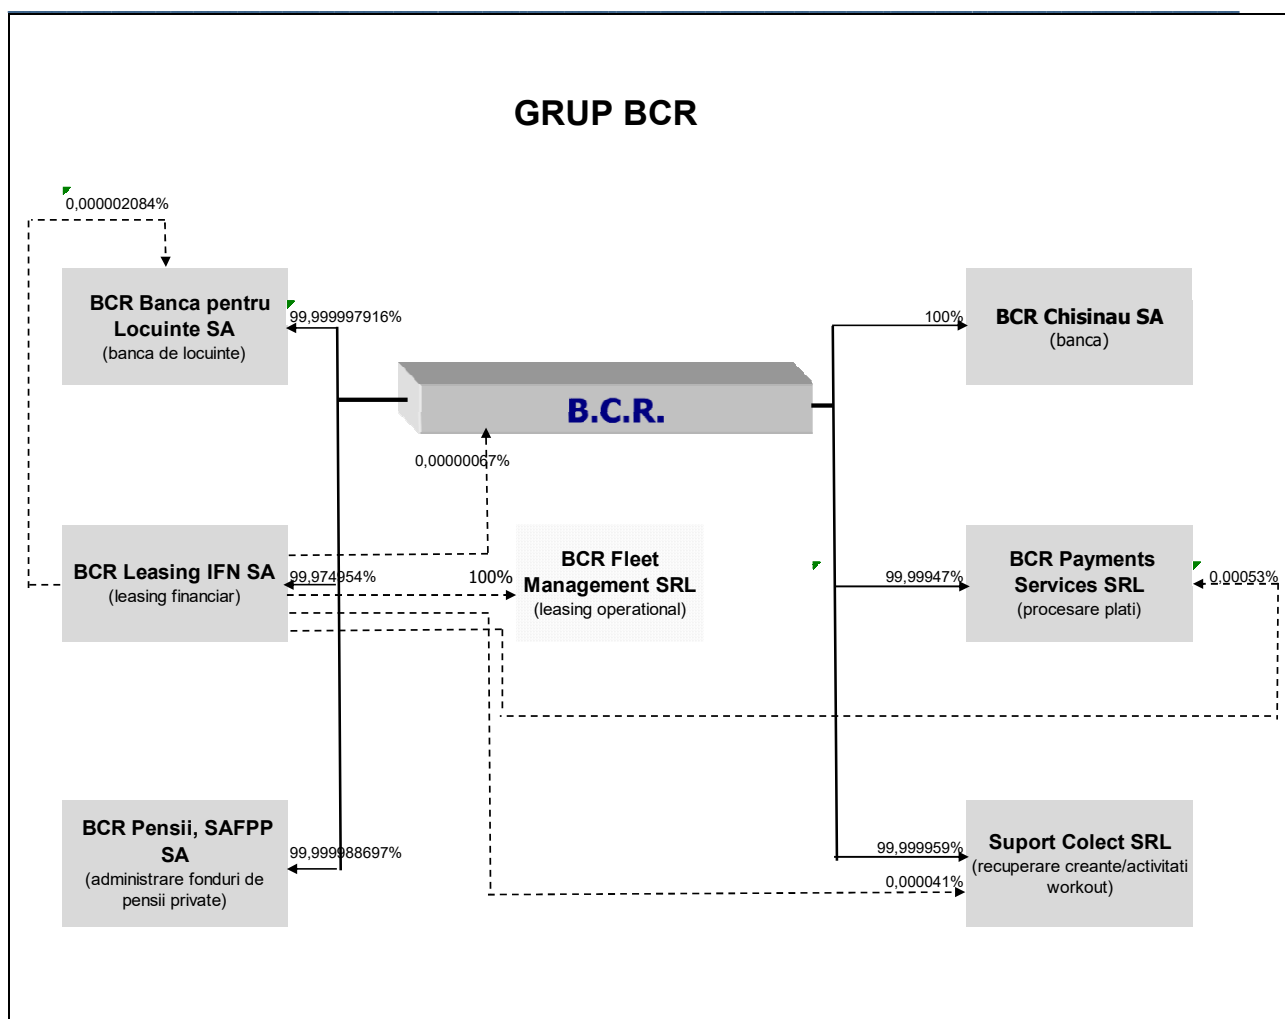 GRUP BCR
0,000002084%
BCR Banca pentru
Locuinte SA
(banca de locuinte)
99,999997916%
100%
BCR Chisinau SA
(banca)
B.C.R.
0,00000067%
BCR Leasing IFN SA
(leasing financiar)
99,974954%
100%
BCR Fleet
Management SRL
(leasing operational)
99,99947%
BCR Payments
Services SRL
(procesare plati)
0,00053%
BCR Pensii, SAFPP
SA
(administrare fonduri de
pensii private)
99,999988697%
99,999959%
0,000041%
Suport Colect SRL
(recuperare creante/activitati
workout)